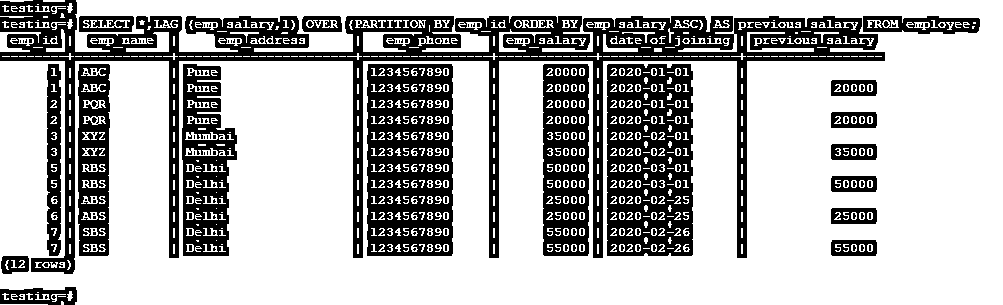 testing=#
testing=# SELECT *,LAG (emp_salary,1) OVER (PARTITION BY emp_id ORDER BY emp_salary ASC) AS previous_salary FROM employee;
emp_id | emp_name | emp_address | emp_phone | emp_salary | date_of_joining | previous_salary
1 | ABC | Pune | 1234567890 | 20000 | 2020-01-01 |
1 | ABC | Pune | 1234567890 | 20000 | 2020-01-01 | 20000
2 | PQR | Pune | 1234567890 | 20000 | 2020-01-01 |
2 | PQR | Pune | 1234567890 | 20000 | 2020-01-01 | 20000
3 | XYZ | Mumbai | 1234567890 | 35000 | 2020-02-01 |
3 | XYZ | Mumbai | 1234567890 | 35000 | 2020-02-01 | 35000
5 | RBS | Delhi | 1234567890 | 50000 | 2020-03-01 |
5 | RBS | Delhi | 1234567890 | 50000 | 2020-03-01 | 50000
6 | ABS | Delhi | 1234567890 | 25000 | 2020-02-25 |
6 | ABS | Delhi | 1234567890 | 25000 | 2020-02-25 | 25000
7 | SBS | Delhi | 1234567890 | 55000 | 2020-02-26 |
7 | SBS | Delhi | 1234567890 | 55000 | 2020-02-26 | 55000
(12 rows)
testing=#